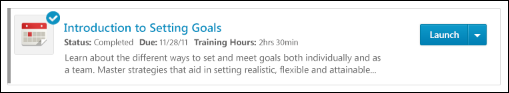 Introduction to Setting Goals
Status: Completed Due: 11/28/11 Training Hours: 2hrs 30min
Launch
Learn about the different ways to set and meet goals both individually and as
a team. Master strategies that aid in setting realistic, flexible and attainable...